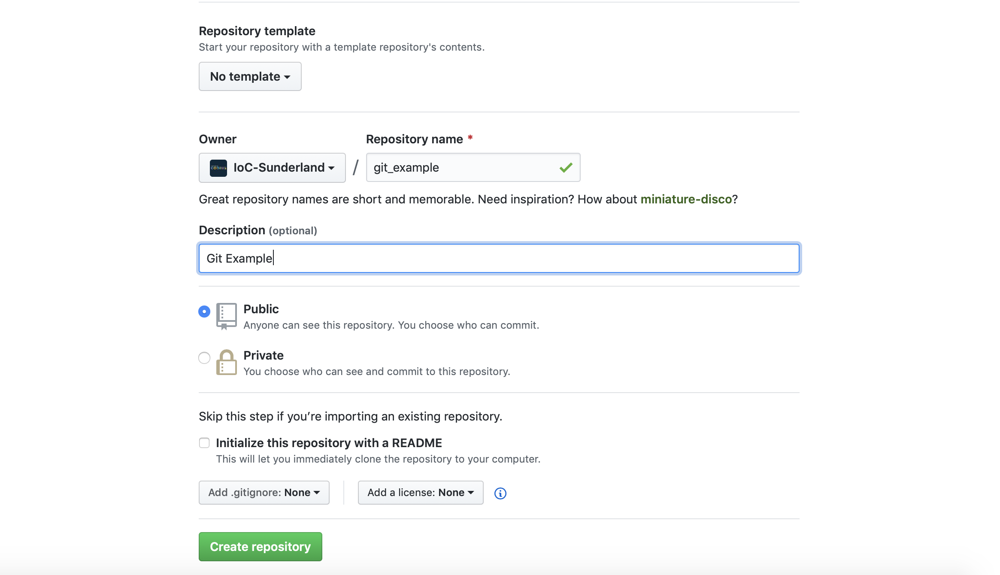 Repository template
Start your repository with a template repository's contents.
No template
Owner
Repository name *
CODING
IoC-Sunderland
/
git_example
Great repository names are short and memorable. Need inspiration? How about miniature-disco?
Description (optional)
Git Example
Public
Anyone can see this repository. You choose who can commit.
Private
You choose who can see and commit to this repository.
Skip this step if you’re importing an existing repository.
Initialize this repository with a README
This will let you immediately clone the repository to your computer.
Add .gitignore: None
Add a license: None
Create repository